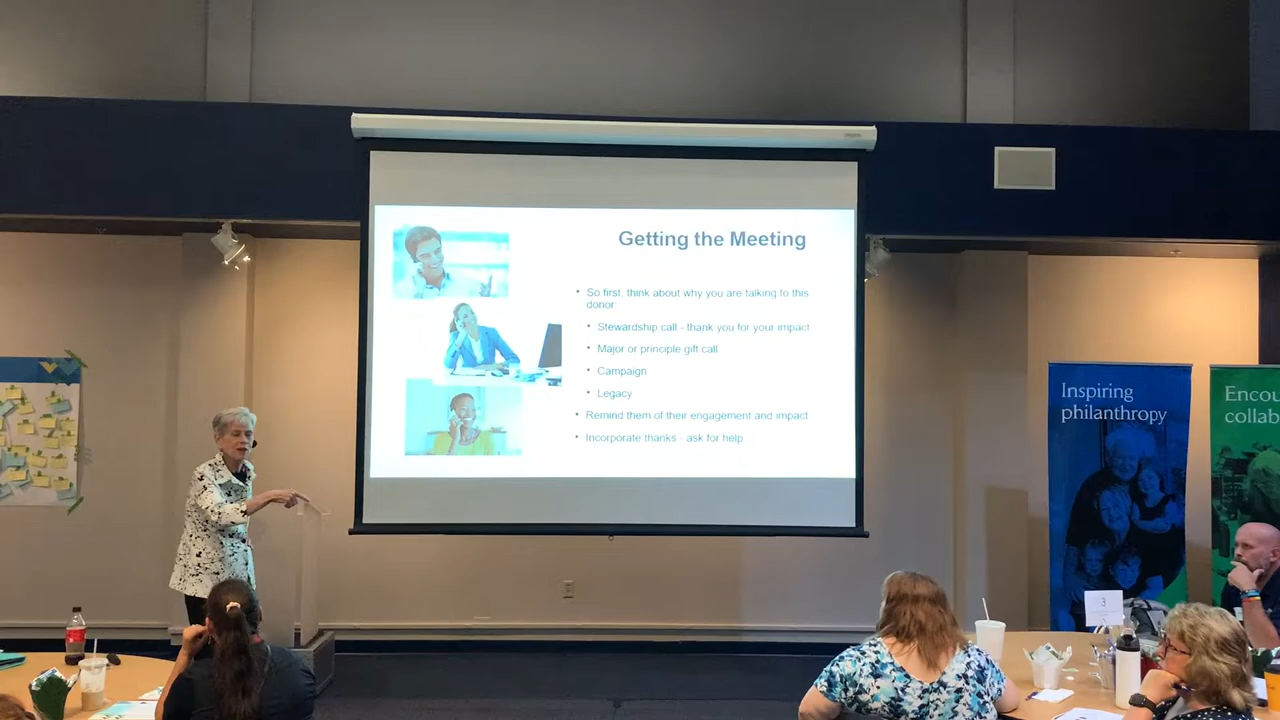 Getting the Meeting
• So first, think about why you are talking to this
donor:
• Stewardship call - thank you for your impact
• Major or principle gift call
• Campaign
• Legacy
• Remind them of their engagement and impact
• Incorporate thanks - ask for help
Inspiring
philanthropy
Encou
collab
3